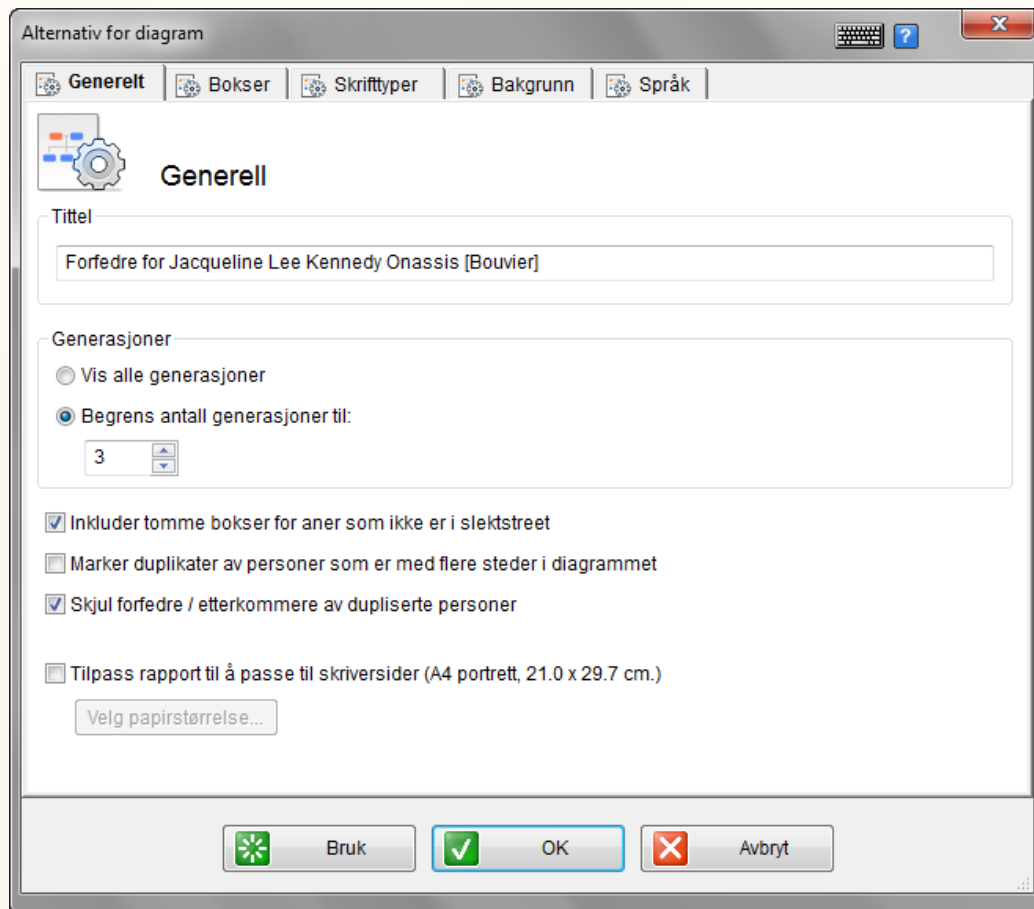 Alternativ for diagram
?
Generelt Bokser Skrifttyper Bakgrunn Språk
Generell
Tittel
Forfedre for Jacqueline Lee Kennedy Onassis [Bouvier]
Generasjoner
Vis alle generasjoner
Begrens antall generasjoner til:
3
Inkluder tomme bokser for aner som ikke er i slektstreet
Marker duplikater av personer som er med flere steder i diagrammet
Skjul forfedre / etterkommere av dupliserte personer
Tilpass rapport til å passe til skriversider (A4 portrett, 21.0 x 29.7 cm.)
Velg papirstørrelse...
Bruk OK Avbryt